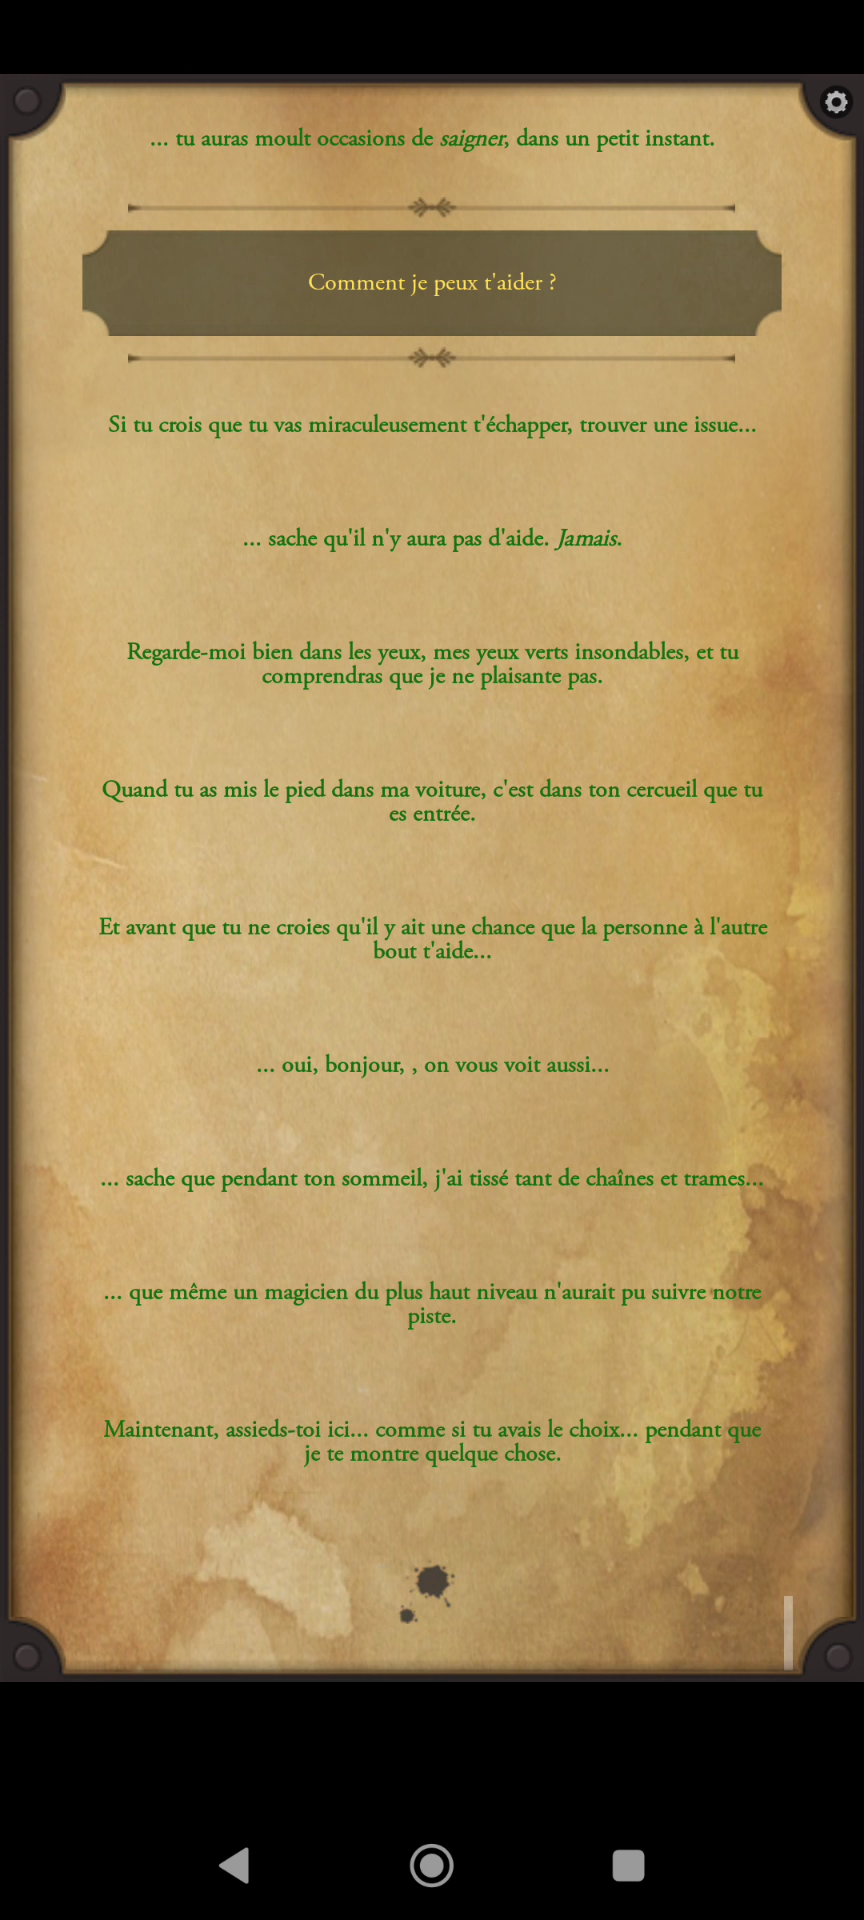 ... tu auras moult occasions de saigner, dans un petit instant.
Comment je peux t'aider ?
Si tu crois que tu vas miraculeusement t'échapper, trouver une issue...
... sache qu'il n'y aura pas d'aide. Jamais.
Regarde-moi bien dans les yeux, mes yeux verts insondables, et tu
comprendras que je ne plaisante pas.
Quand tu as mis le pied dans ma voiture, c'est dans ton cercueil que tu
es entrée.
Et avant que tu ne croies qu'il y ait une chance que la personne à l'autre
bout t'aide...
... oui, bonjour, , on vous voit aussi...
... sache que pendant ton sommeil, j'ai tissé tant de chaînes et trames...
... que même un magicien du plus haut niveau n'aurait pu suivre notre
piste.
Maintenant, assieds-toi ici... comme si tu avais le choix... pendant que
je te montre quelque chose.